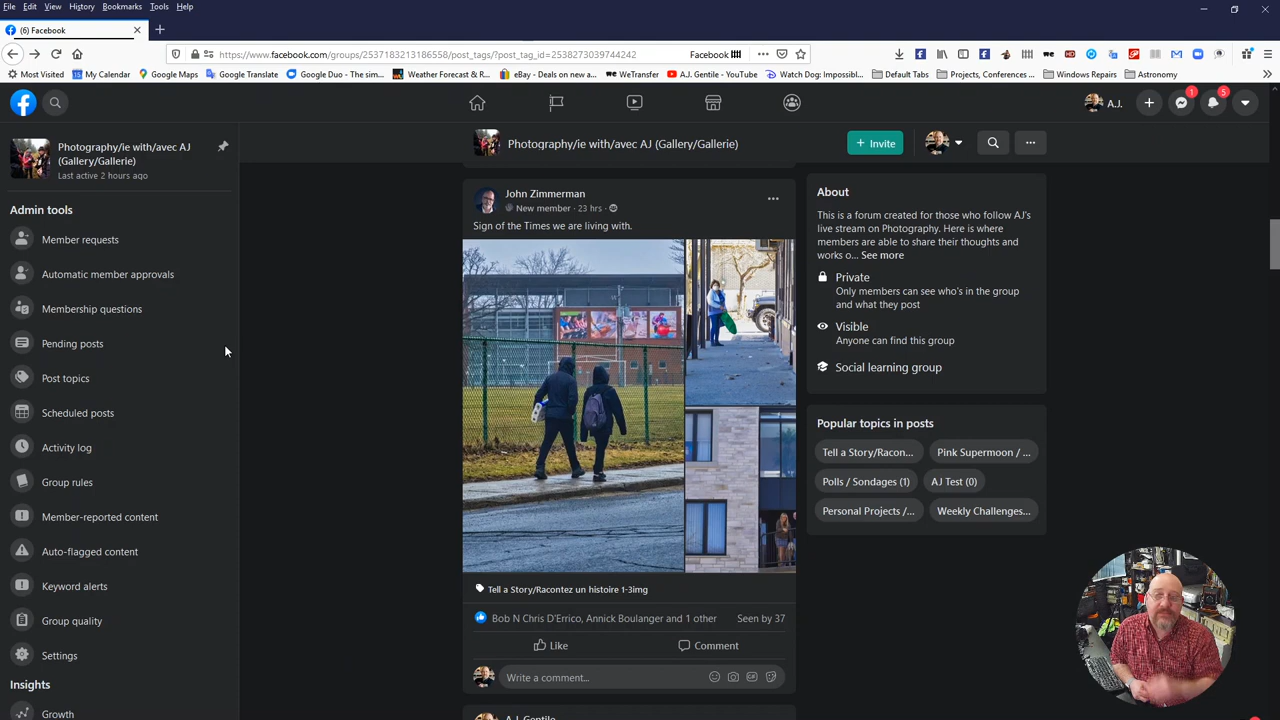 File Edit View History Bookmarks Tools Help
(6) Facebook
https://www.facebook.com/groups/2537183213186558/post_tags/?post_tag_id=2538273039744242 Facebook
Most Visited My Calendar Google Maps Google Translate Google Duo - The sim... Weather Forecast & R... eBay - Deals on new a... WeTransfer A.J. Gentile - YouTube Watch Dog: Impossibl... Default Tabs Projects, Conferences ... Windows Repairs Astronomy
A.J. 1 5
Photography/ie with/avec AJ
(Gallery/Gallerie)
Last active 2 hours ago
Admin tools
Member requests
Automatic member approvals
Membership questions
Pending posts
Post topics
Scheduled posts
Activity log
Group rules
Member-reported content
Auto-flagged content
Keyword alerts
Group quality
Settings
Insights
Growth
Photography/ie with/avec AJ (Gallery/Gallerie)
+ Invite
John Zimmerman
New member · 23 hrs ·
Sign of the Times we are living with.
Tell a Story/Racontez un histoire 1-3img
Bob N Chris D'Errico, Annick Boulanger and 1 other Seen by 37
Like Comment
Write a comment...
GIF
A.J. Gentile
About
This is a forum created for those who follow AJ's
live stream on Photography. Here is where
members are able to share their thoughts and
works o... See more
Private
Only members can see who's in the group
and what they post
Visible
Anyone can find this group
Social learning group
Popular topics in posts
Tell a Story/Racon... Pink Supermoon / ...
Polls / Sondages (1) AJ Test (0)
Personal Projects /... Weekly Challenges...